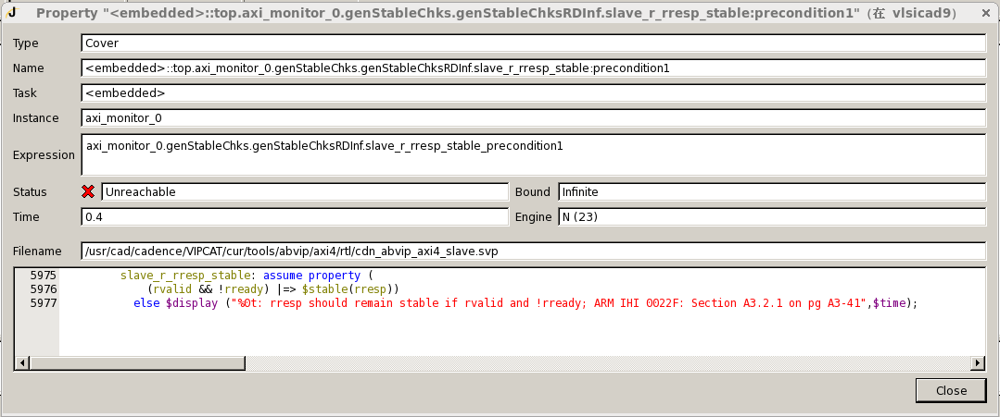 Property "<embedded>::top.axi_monitor_0.genStableChks.genStableChksRDInf.slave_r_rresp_stable:precondition1"（在 vlsicad9）
Type Cover
Name <embedded>::top.axi_monitor_0.genStableChks.genStableChksRDInf.slave_r_rresp_stable:precondition1
Task <embedded>
Instance axi_monitor_0
Expression axi_monitor_0.genStableChks.genStableChksRDInf.slave_r_rresp_stable_precondition1
Status Unreachable Bound Infinite
Time 0.4 Engine N (23)
Filename /usr/cad/cadence/VIPCAT/cur/tools/abvip/axi4/rtl/cdn_abvip_axi4_slave.svp
5975 slave_r_rresp_stable: assume property (
5976 (rvalid && !rready) |=> $stable(rresp))
5977 else $display ("%0t: rresp should remain stable if rvalid and !rready; ARM IHI 0022F: Section A3.2.1 on pg A3-41",$time);
Close